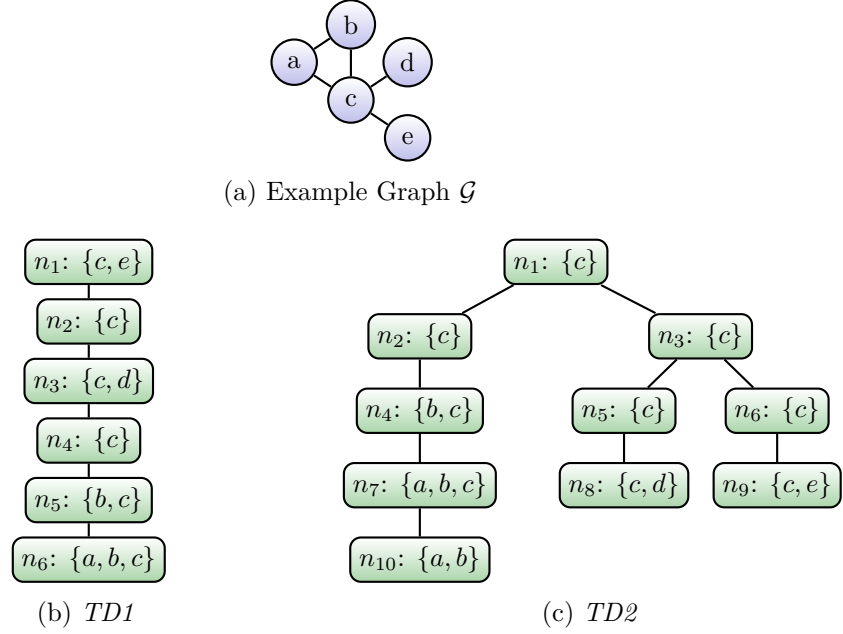 b
a
d
c
e
(a) Example Graph 𝒢
n₁: {c, e}
n₂: {c}
n₃: {c, d}
n₄: {c}
n₅: {b, c}
n₆: {a, b, c}
(b) TD1
n₁: {c}
n₂: {c}
n₃: {c}
n₄: {b, c}
n₅: {c}
n₆: {c}
n₇: {a, b, c}
n₈: {c, d}
n₉: {c, e}
n₁₀: {a, b}
(c) TD2